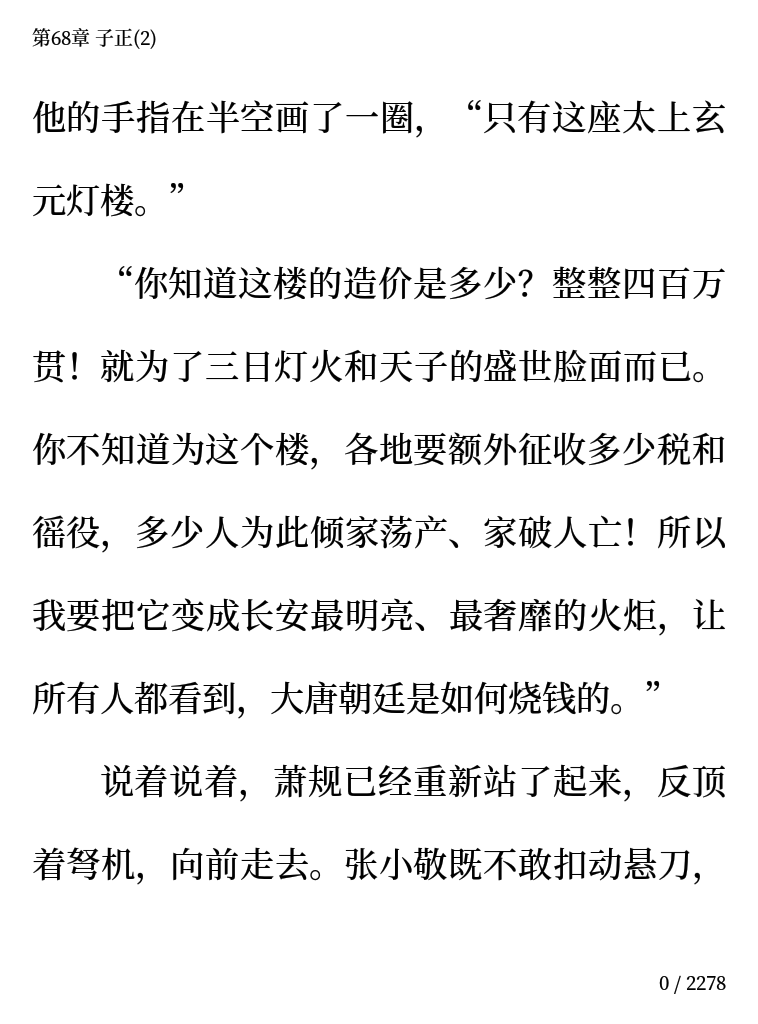 第68章 子正(2)
他的手指在半空画了一圈，“只有这座太上玄
元灯楼。”
“你知道这楼的造价是多少？整整四百万
贯！就为了三日灯火和天子的盛世脸面而已。
你不知道为这个楼，各地要额外征收多少税和
徭役，多少人为此倾家荡产、家破人亡！所以
我要把它变成长安最明亮、最奢靡的火炬，让
所有人都看到，大唐朝廷是如何烧钱的。”
说着说着，萧规已经重新站了起来，反顶
着弩机，向前走去。张小敬既不敢扣动悬刀，
0 / 2278